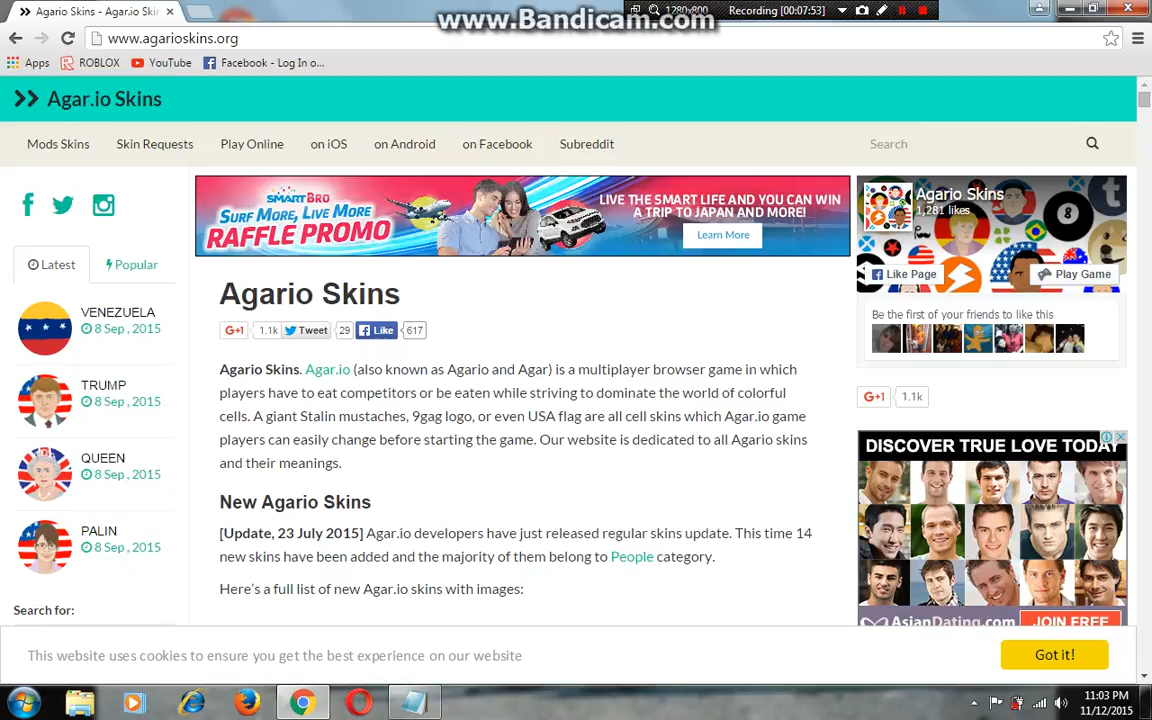 Agario Skins - Agar.io Skin
www.Bandicam.com
1280x800
Recording [00:07:53]
www.agarioskins.org
Apps
ROBLOX
YouTube
Facebook - Log In o...
Agar.io Skins
Mods Skins
Skin Requests
Play Online
on iOS
on Android
on Facebook
Subreddit
Search
Latest
Popular
VENEZUELA
8 Sep , 2015
TRUMP
8 Sep , 2015
QUEEN
8 Sep , 2015
PALIN
8 Sep , 2015
Search for:
SMART BRO
SURF MORE, LIVE MORE
RAFFLE PROMO
LIVE THE SMART LIFE AND YOU CAN WIN
A TRIP TO JAPAN AND MORE!
Learn More
Agario Skins
G+1 1.1k Tweet 29 Like 617
Agario Skins. Agar.io (also known as Agario and Agar) is a multiplayer browser game in which
players have to eat competitors or be eaten while striving to dominate the world of colorful
cells. A giant Stalin mustaches, 9gag logo, or even USA flag are all cell skins which Agar.io game
players can easily change before starting the game. Our website is dedicated to all Agario skins
and their meanings.
New Agario Skins
[Update, 23 July 2015] Agar.io developers have just released regular skins update. This time 14
new skins have been added and the majority of them belong to People category.
Here's a full list of new Agar.io skins with images:
Agario Skins
1,281 likes
Like Page
Play Game
Be the first of your friends to like this
G+1 1.1k
DISCOVER TRUE LOVE TODAY
AsianDating.com
JOIN FREE
This website uses cookies to ensure you get the best experience on our website
Got it!
11:03 PM
11/12/2015